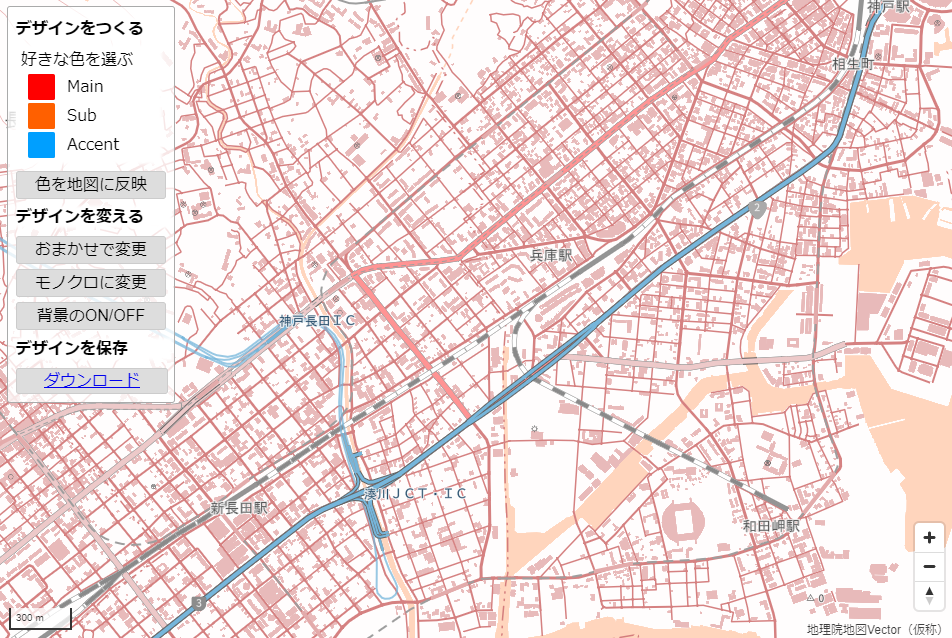 デザインをつくる
好きな色を選ぶ
Main
Sub
Accent
色を地図に反映
デザインを変える
おまかせで変更
モノクロに変更
背景のON/OFF
デザインを保存
ダウンロード
神戸駅
相生町
2
兵庫駅
神戸長田ＩＣ
湊川ＪＣＴ・ＩＣ
新長田駅
和田岬駅
3
0
300 m
地理院地図Vector（仮称）